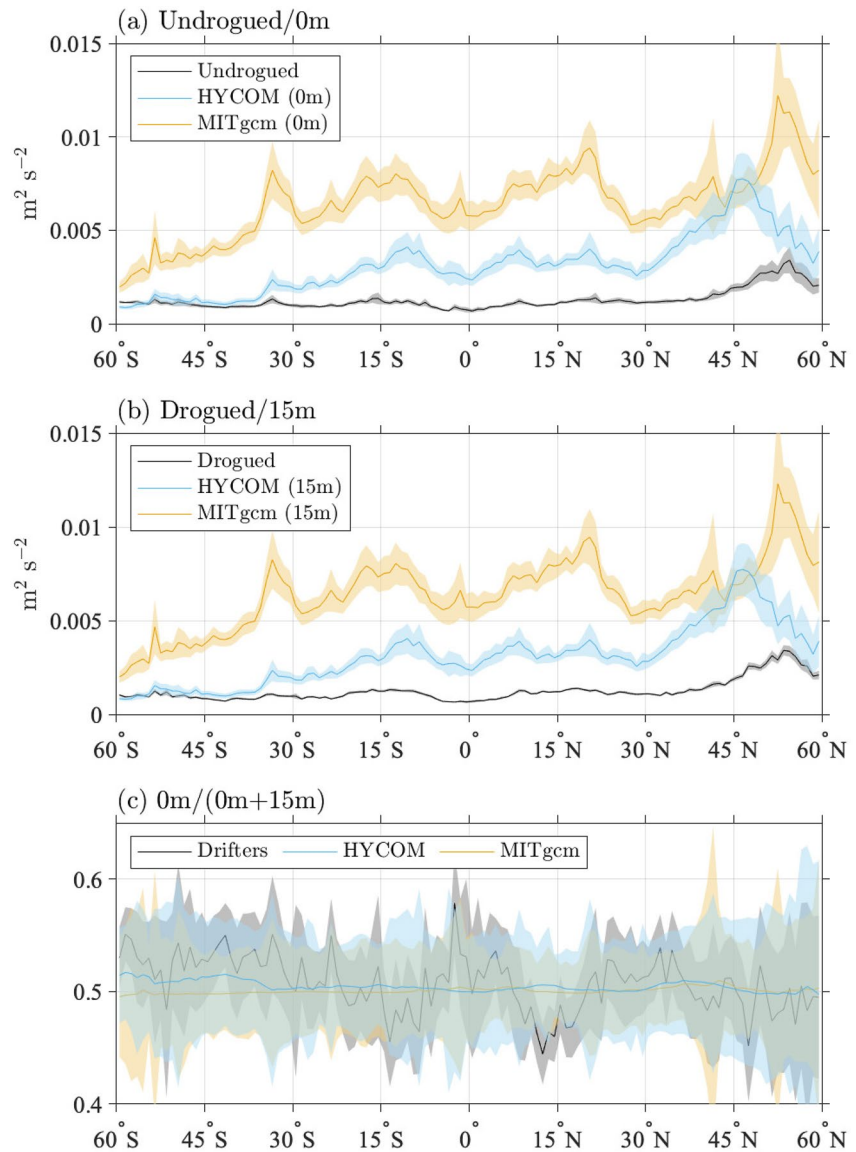 (a) Undrogued/0m
0.015
0.01
0.005
0
m² s⁻²
Undrogued
HYCOM (0m)
MITgcm (0m)
60°S 45°S 30°S 15°S 0° 15°N 30°N 45°N 60°N
(b) Drogued/15m
0.015
0.01
0.005
0
m² s⁻²
Drogued
HYCOM (15m)
MITgcm (15m)
60°S 45°S 30°S 15°S 0° 15°N 30°N 45°N 60°N
(c) 0m/(0m+15m)
0.6
0.5
0.4
Drifters HYCOM MITgcm
60°S 45°S 30°S 15°S 0° 15°N 30°N 45°N 60°N